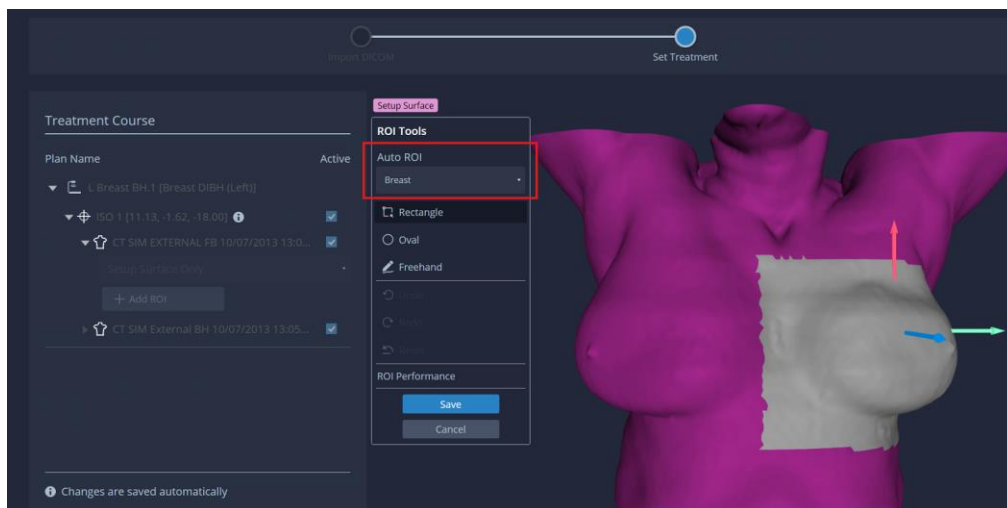 Import DICOM
Set Treatment
Treatment Course
Plan Name
Active
L Breast BH.1 [Breast DIBH (Left)]
ISO 1 [11.13, -1.62, -18.00]
CT SIM EXTERNAL FB 10/07/2013 13:0...
Setup Surface Only
+ Add ROI
CT SIM External BH 10/07/2013 13:05...
Changes are saved automatically
Setup Surface
ROI Tools
Auto ROI
Breast
Rectangle
Oval
Freehand
ROI Performance
Save
Cancel